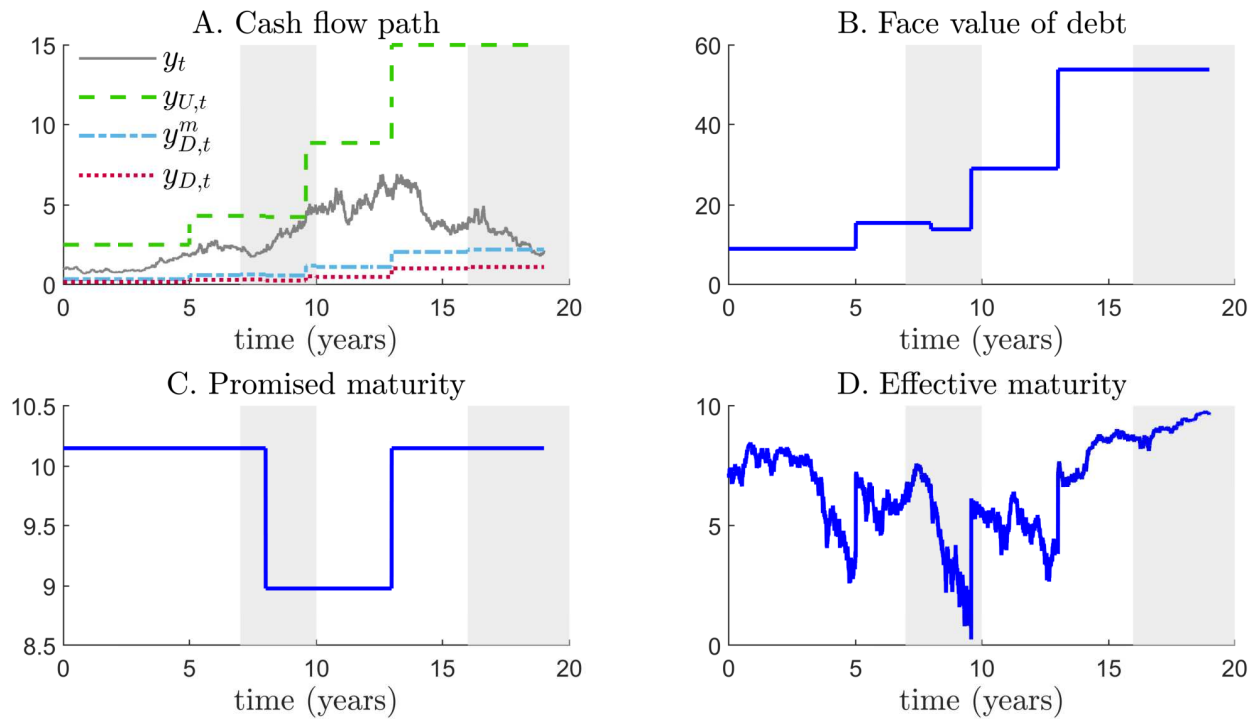 A. Cash flow path
15
10
5
0
y_t
y_{U,t}
y^m_{D,t}
y_{D,t}
0 5 10 15 20
time (years)
B. Face value of debt
60
40
20
0
0 5 10 15 20
time (years)
C. Promised maturity
10.5
10
9.5
9
8.5
0 5 10 15 20
time (years)
D. Effective maturity
10
5
0
0 5 10 15 20
time (years)